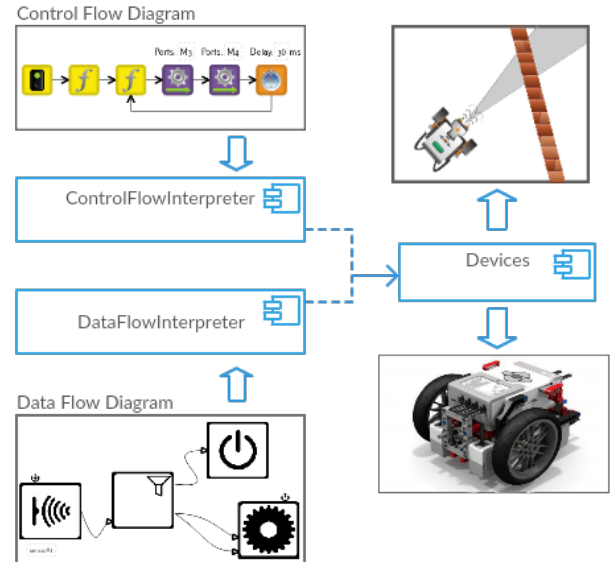 Control Flow Diagram
Ports: M3 Ports: M4 Delay: 30 ms
ControlFlowInterpreter
Devices
DataFlowInterpreter
Data Flow Diagram